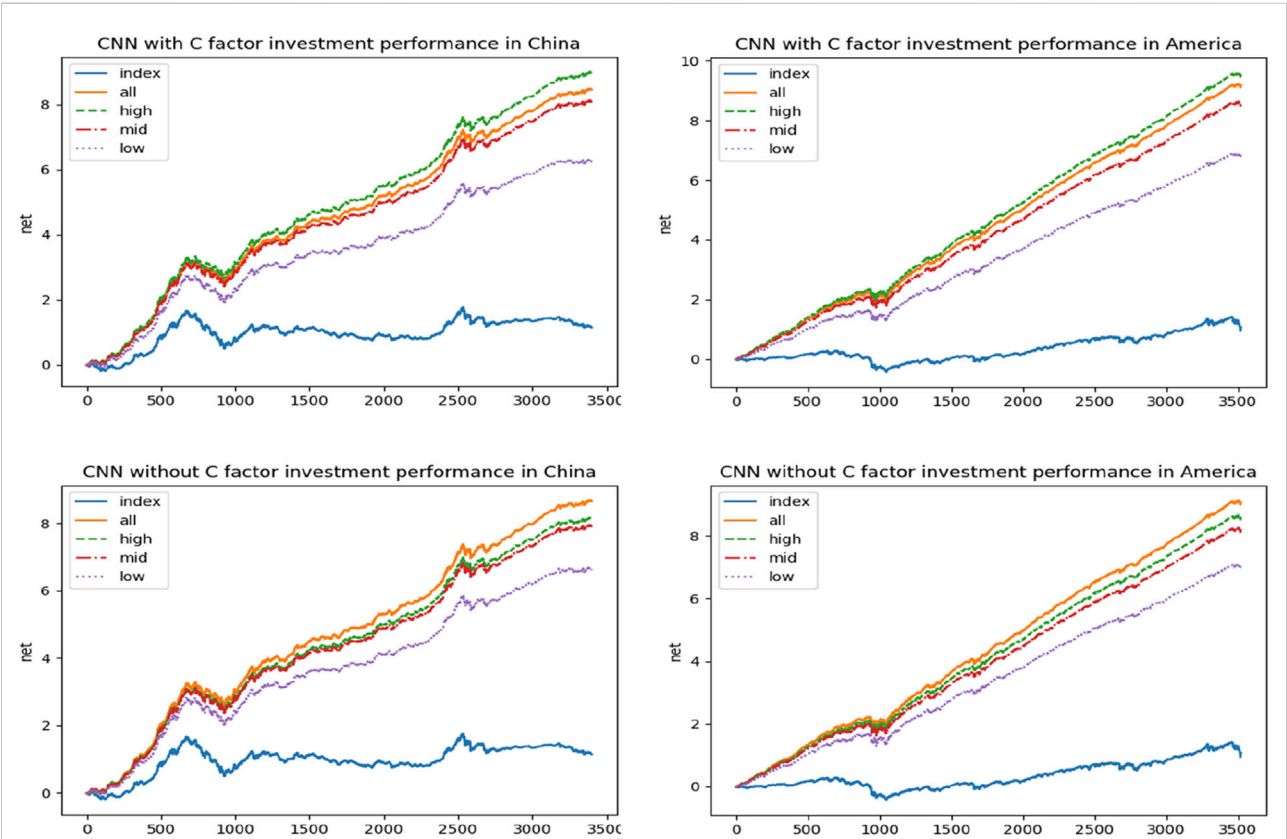 CNN with C factor investment performance in China
index
all
high
mid
low
net
8
6
4
2
0
0 500 1000 1500 2000 2500 3000 3500
CNN with C factor investment performance in America
index
all
high
mid
low
net
10
8
6
4
2
0
0 500 1000 1500 2000 2500 3000 3500
CNN without C factor investment performance in China
index
all
high
mid
low
net
8
6
4
2
0
0 500 1000 1500 2000 2500 3000 3500
CNN without C factor investment performance in America
index
all
high
mid
low
net
8
6
4
2
0
0 500 1000 1500 2000 2500 3000 3500